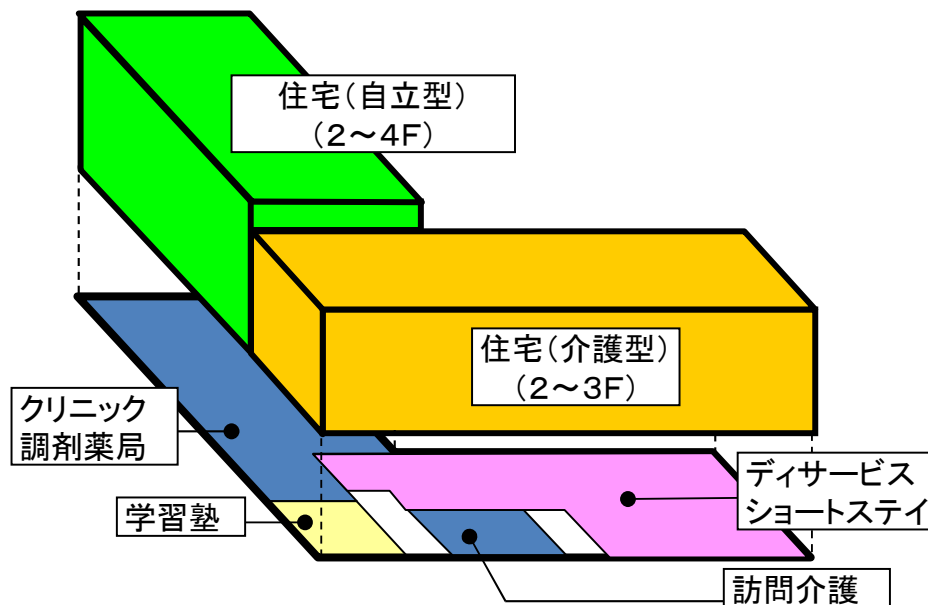 住宅(自立型)
(２～４F)
住宅(介護型)
(２～３F)
クリニック
調剤薬局
学習塾
ディサービス
ショートステイ
訪問介護